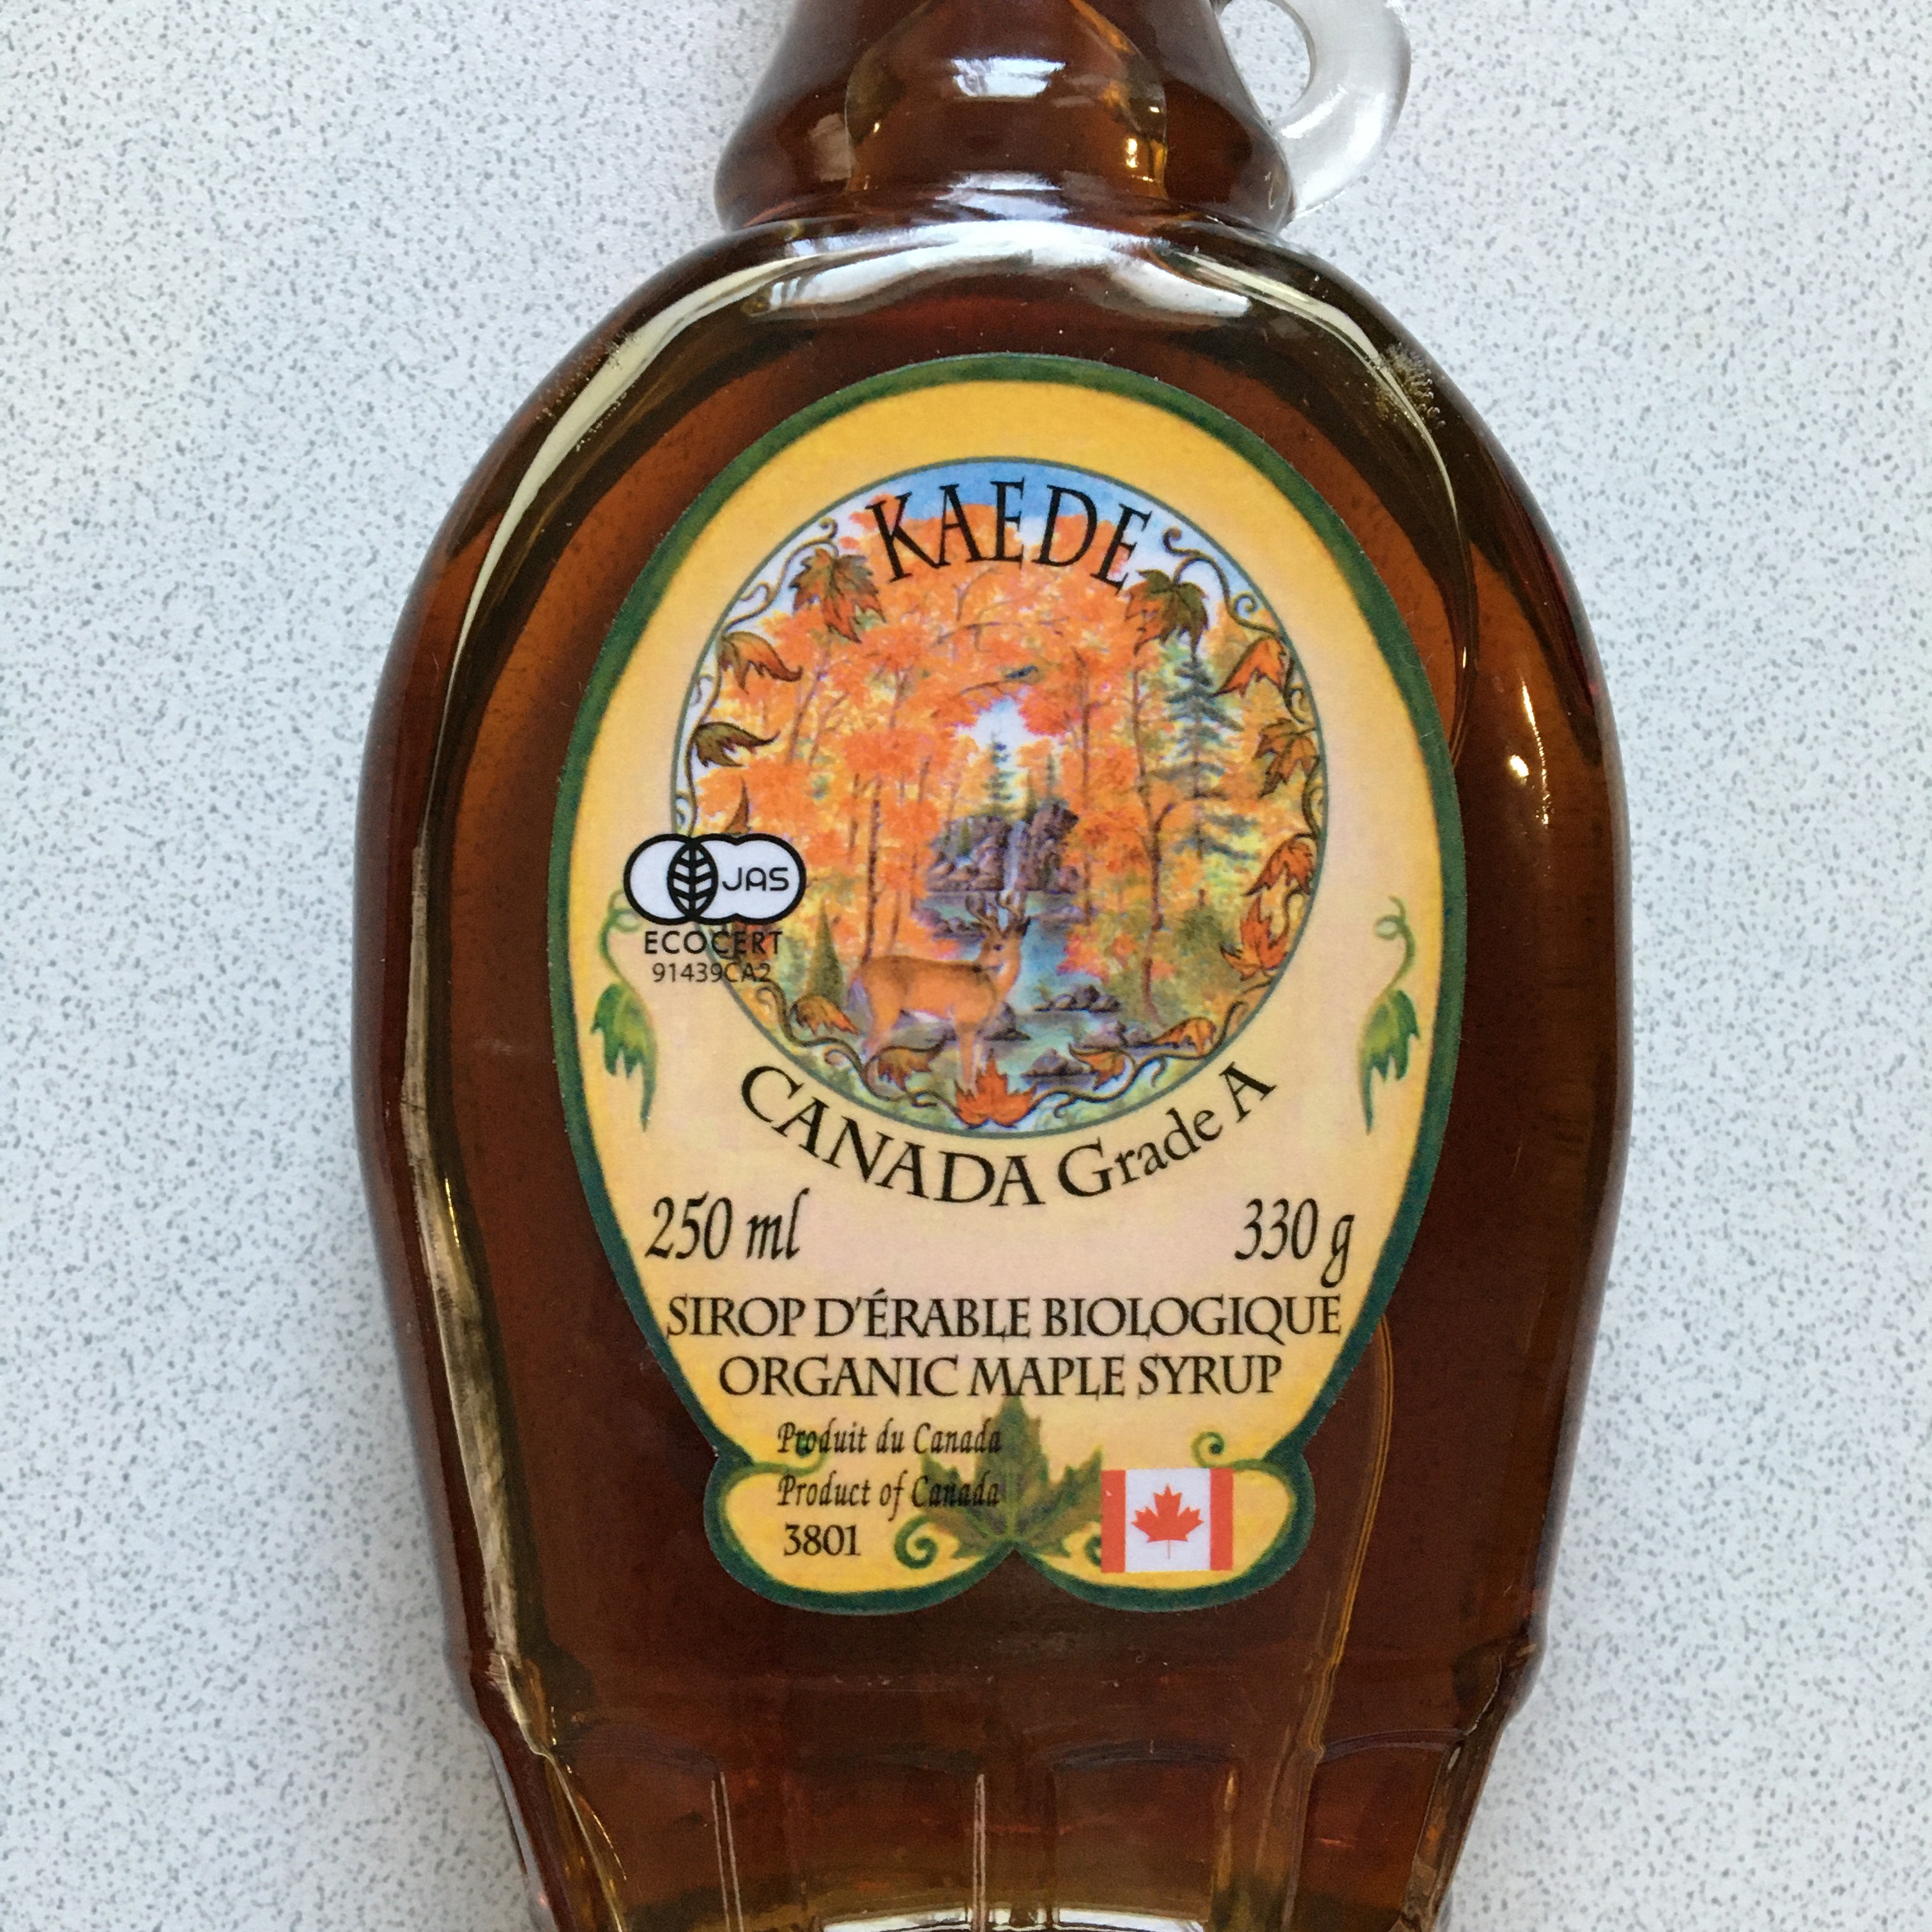 KAEDE
JAS
ECOCERT
91439CA2
CANADA Grade A
250 ml
330 g
SIROP D'ÉRABLE BIOLOGIQUE
ORGANIC MAPLE SYRUP
Produit du Canada
Product of Canada
3801